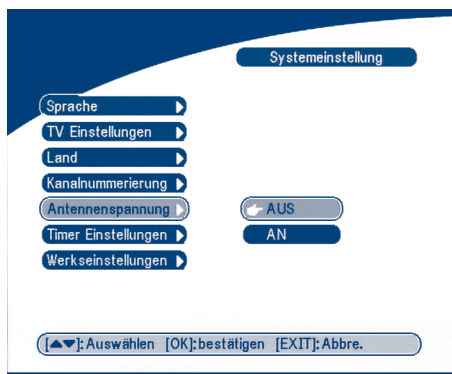 Systemeinstellung
Sprache
TV Einstellungen
Land
Kanalnummerierung
Antennenspannung
AUS
Timer Einstellungen
AN
Werkseinstellungen
[▲▼]: Auswählen [OK]: bestätigen [EXIT]: Abbre.